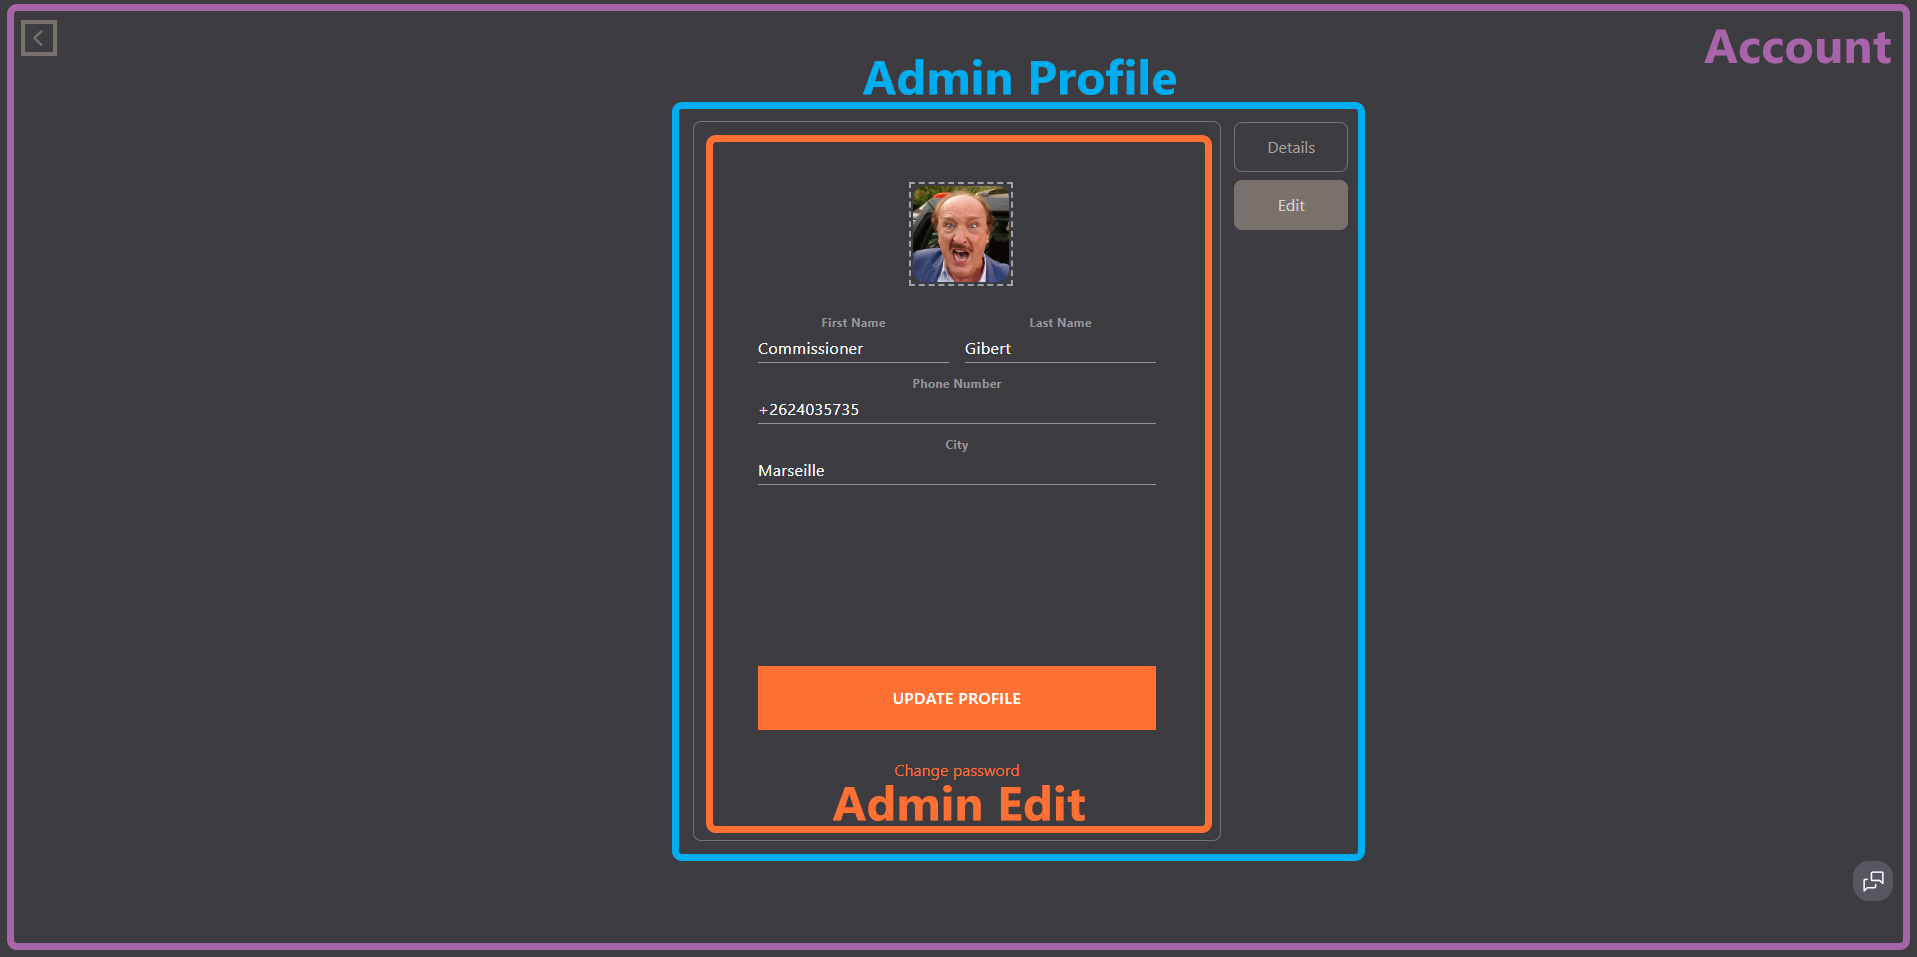 Account
Admin Profile
Details
Edit
First Name Last Name
Commissioner Gibert
Phone Number
+2624035735
City
Marseille
UPDATE PROFILE
Change password
Admin Edit